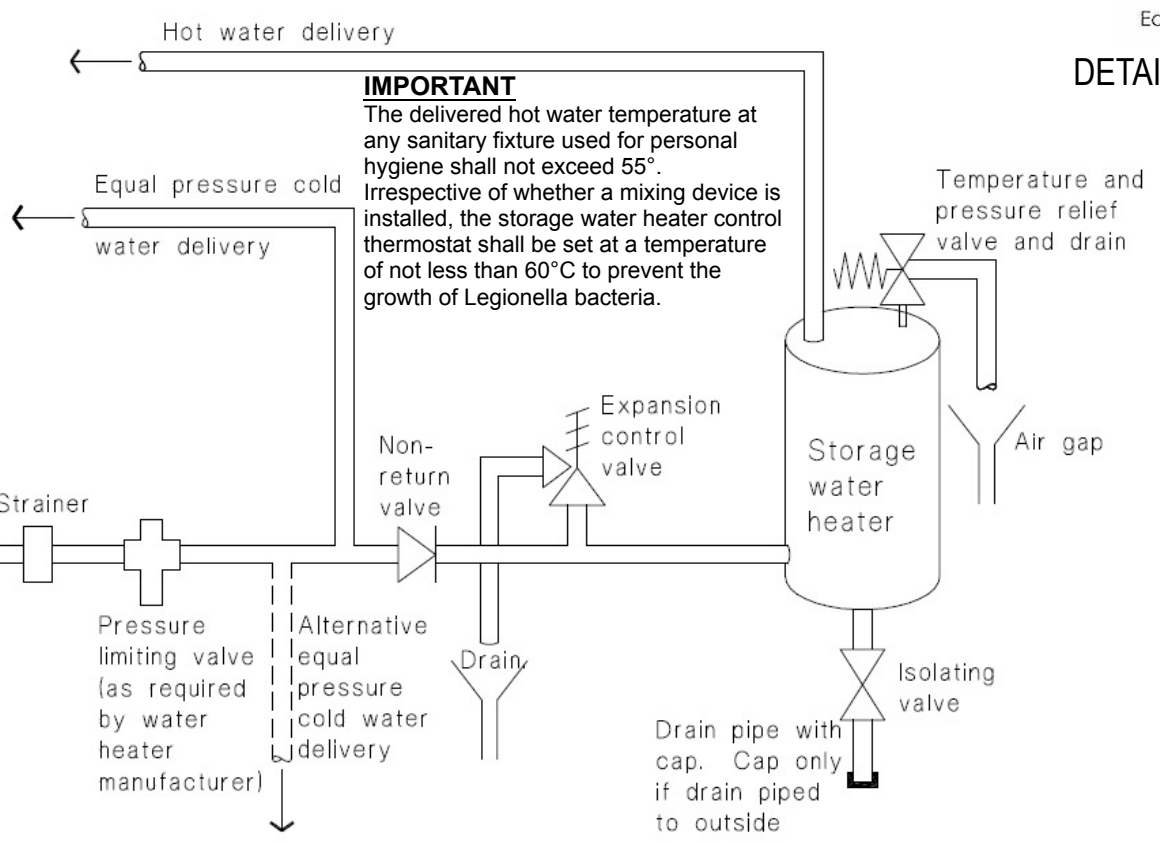 Ec
Hot water delivery
DETAI
IMPORTANT
The delivered hot water temperature at
any sanitary fixture used for personal
hygiene shall not exceed 55°.
Irrespective of whether a mixing device is
installed, the storage water heater control
thermostat shall be set at a temperature
of not less than 60°C to prevent the
growth of Legionella bacteria.
Equal pressure cold
water delivery
Temperature and
pressure relief
valve and drain
Expansion
control
valve
Non-
return
valve
Air gap
Storage
water
heater
Strainer
Pressure
limiting valve
(as required
by water
heater
manufacturer)
Alternative
equal
pressure
cold water
delivery
Drain
Isolating
valve
Drain pipe with
cap. Cap only
if drain piped
to outside